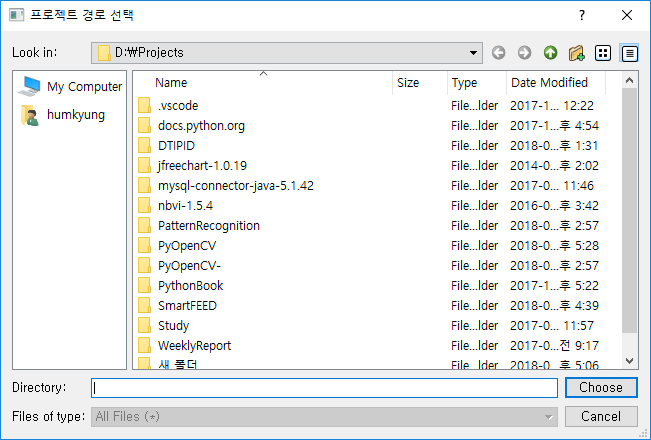 프로젝트 경로 선택
Look in: D:₩Projects
My Computer
humkyung
Name Size Type Date Modified
.vscode File...lder 2017-1... 12:22
docs.python.org File...lder 2017-1...후 4:54
DTIPID File...lder 2018-0...후 1:31
jfreechart-1.0.19 File...lder 2014-0...후 2:02
mysql-connector-java-5.1.42 File...lder 2017-0... 11:46
nbvi-1.5.4 File...lder 2016-0...후 3:42
PatternRecognition File...lder 2018-0...후 2:57
PyOpenCV File...lder 2018-0...후 5:28
PyOpenCV- File...lder 2018-0...후 2:57
PythonBook File...lder 2017-1...후 5:22
SmartFEED File...lder 2018-0...후 4:39
Study File...lder 2017-0... 11:57
WeeklyReport File...lder 2017-0...전 9:17
새 폴더 File...lder 2018-0...후 5:06
Directory: Choose
Files of type: All Files (*) Cancel